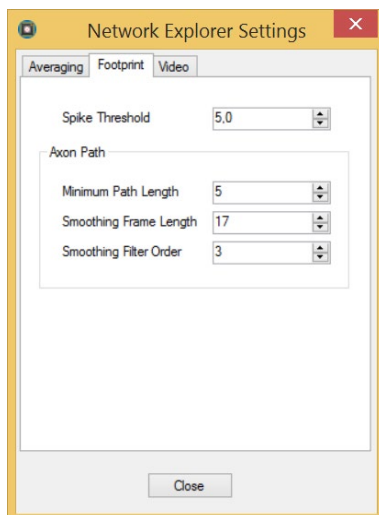 Network Explorer Settings
Averaging Footprint Video
Spike Threshold 5,0
Axon Path
Minimum Path Length 5
Smoothing Frame Length 17
Smoothing Filter Order 3
Close